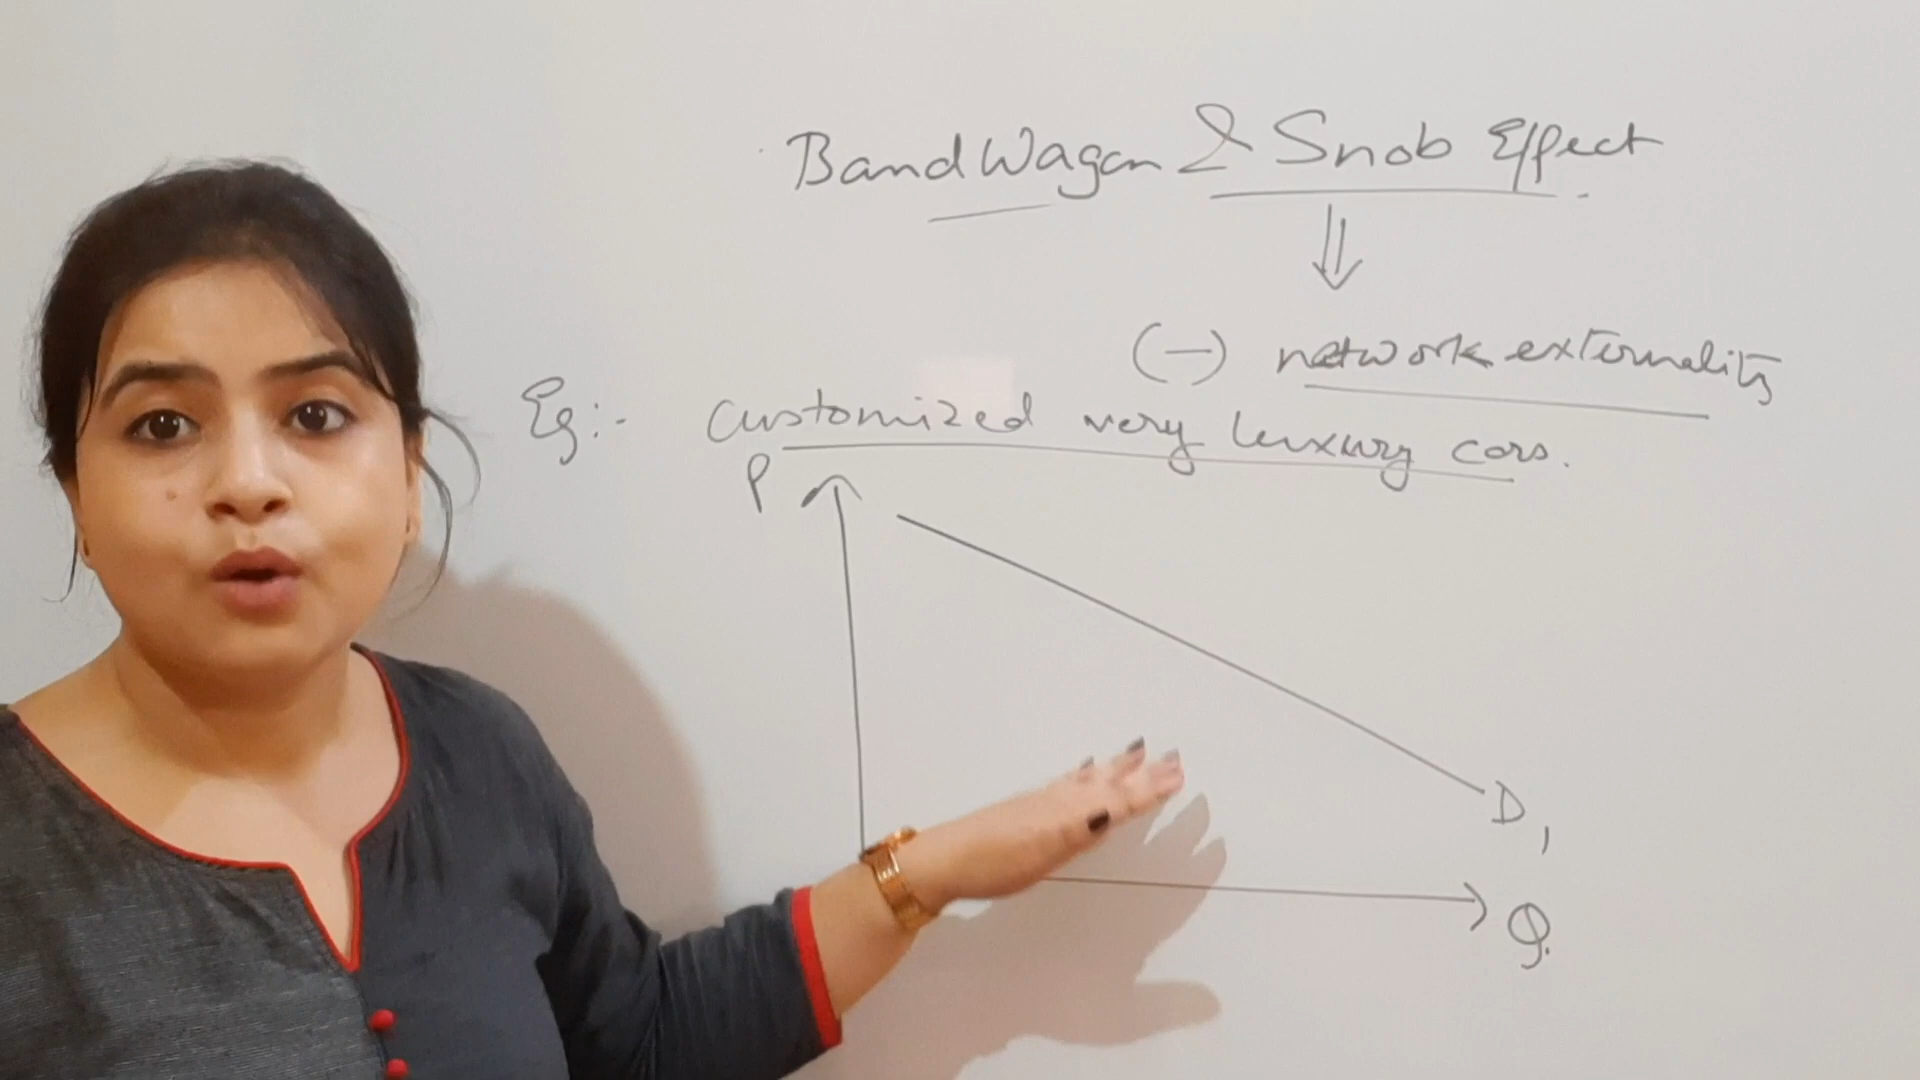 BandWagon & Snob Effect
(-) network externality
Eg:- customized very luxury cars.
P
D1
Q